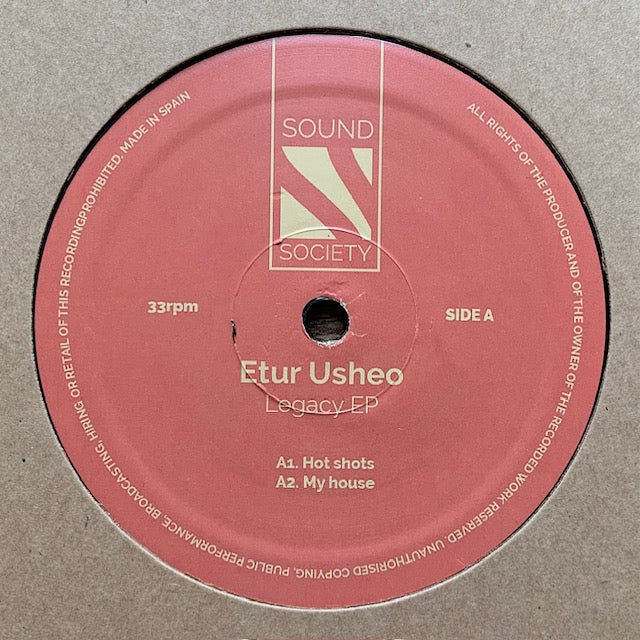 SOUND
SOCIETY
33rpm
SIDE A
Etur Usheo
Legacy EP
A1. Hot shots
A2. My house
ALL RIGHTS OF THE PRODUCER AND OF THE OWNER OF THE RECORDED WORK RESERVED. UNAUTHORISED COPYING, PUBLIC PERFORMANCE, BROADCASTING, HIRING OR RETAIL OF THIS RECORDINGPROHIBITED. MADE IN SPAIN